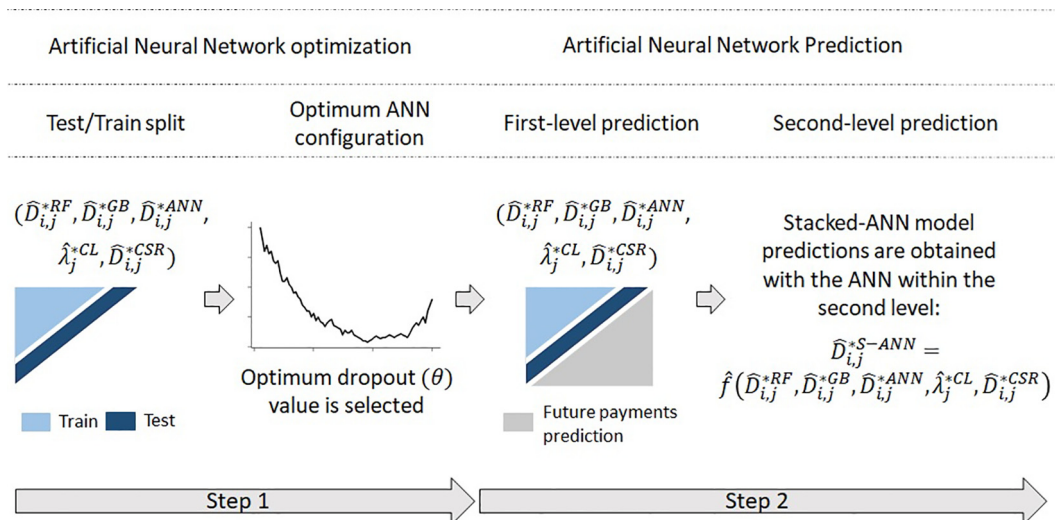 Artificial Neural Network optimization
Artificial Neural Network Prediction
Test/Train split
Optimum ANN
configuration
First-level prediction
Second-level prediction
(D̂*RF i,j, D̂*GB i,j, D̂*ANN i,j,
λ̂*CL j, D̂*CSR i,j)
Train
Test
Optimum dropout (θ)
value is selected
(D̂*RF i,j, D̂*GB i,j, D̂*ANN i,j,
λ̂*CL j, D̂*CSR i,j)
Future payments
prediction
Stacked-ANN model
predictions are obtained
with the ANN within the
second level:
D̂*S−ANN i,j =
f̂(D̂*RF i,j, D̂*GB i,j, D̂*ANN i,j, λ̂*CL j, D̂*CSR i,j)
Step 1
Step 2